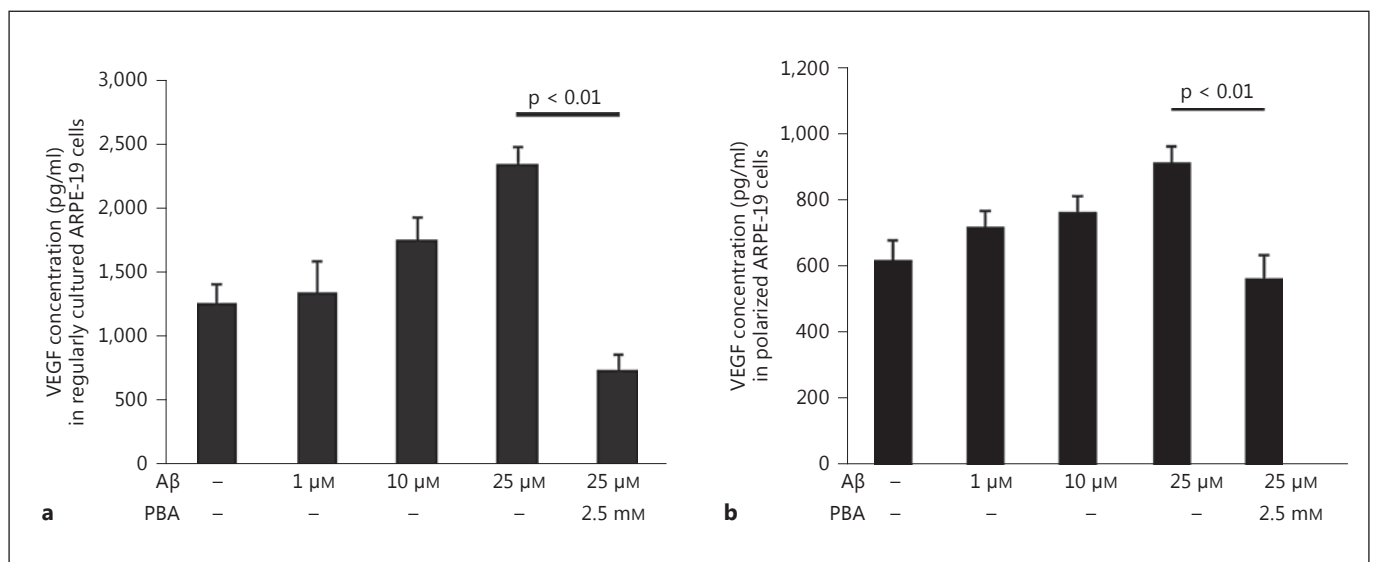 3,000
2,500
2,000
1,500
1,000
500
0
VEGF concentration (pg/ml)
in regularly cultured ARPE-19 cells
p < 0.01
Aβ – 1 µM 10 µM 25 µM 25 µM
PBA – – – – 2.5 mM
a
1,200
1,000
800
600
400
200
0
VEGF concentration (pg/ml)
in polarized ARPE-19 cells
p < 0.01
Aβ – 1 µM 10 µM 25 µM 25 µM
PBA – – – – 2.5 mM
b